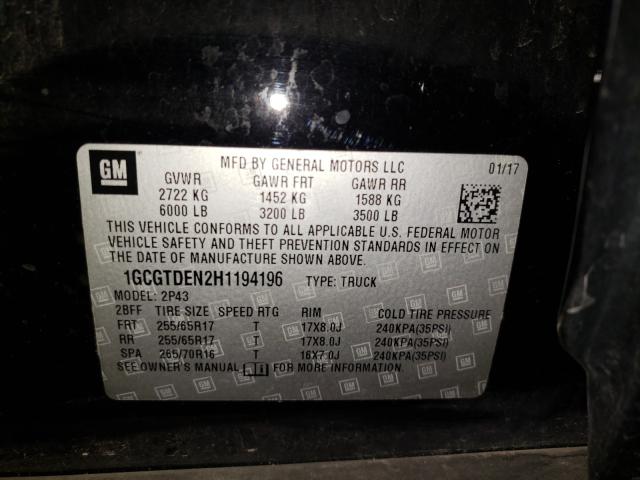 GM
MFD BY GENERAL MOTORS LLC 01/17
GVWR GAWR FRT GAWR RR
2722 KG 1452 KG 1588 KG
6000 LB 3200 LB 3500 LB
THIS VEHICLE CONFORMS TO ALL APPLICABLE U.S. FEDERAL MOTOR
VEHICLE SAFETY AND THEFT PREVENTION STANDARDS IN EFFECT
ON THE DATE OF MANUFACTURE SHOWN ABOVE.
1GCGTDEN2H1194196 TYPE: TRUCK
MODEL: 2P43
2BFF TIRE SIZE SPEED RTG RIM COLD TIRE PRESSURE
FRT 255/65R17 T 17X8.0J 240KPA(35PSI)
RR 255/65R17 T 17X8.0J 240KPA(35PSI)
SPA 265/70R16 T 16X7.0J 240KPA(35PSI)
SEE OWNER'S MANUAL FOR MORE INFORMATION.